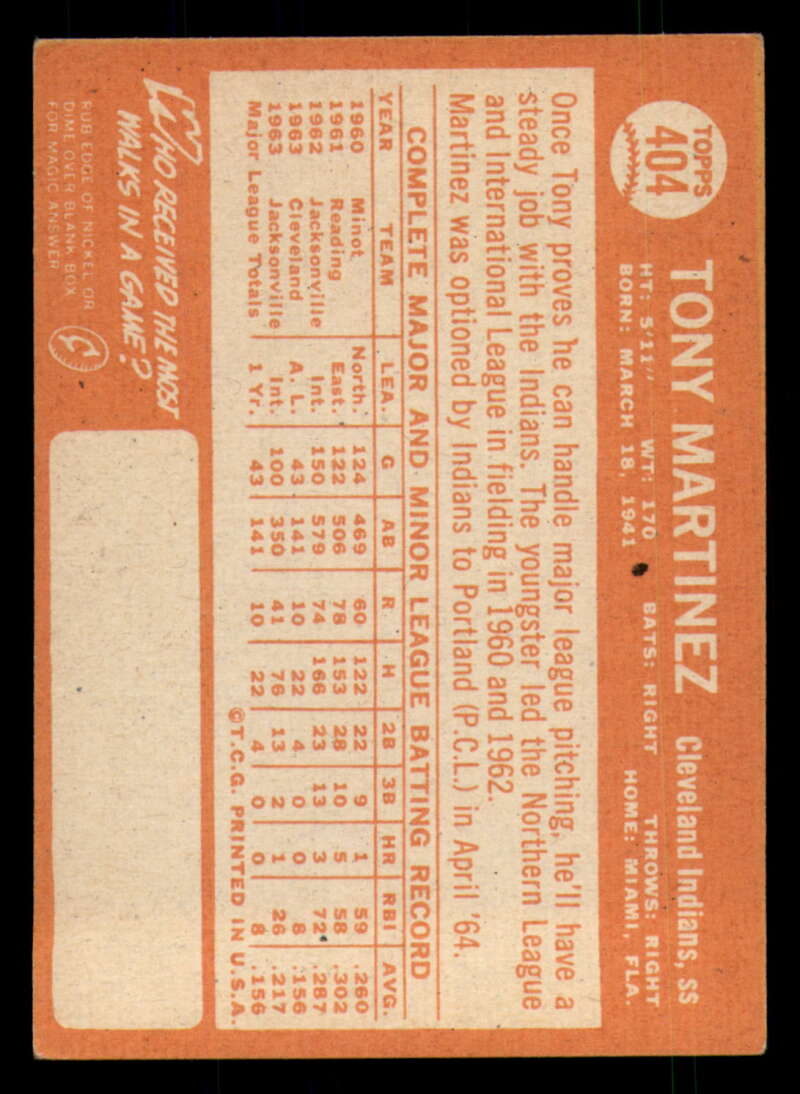 TOPPS
404
TONY MARTINEZ Cleveland Indians, SS
HT: 5'11" WT: 170 BATS: RIGHT THROWS: RIGHT
BORN: MARCH 18, 1941 HOME: MIAMI, FLA.
Once Tony proves he can handle major league pitching, he'll have a
steady job with the Indians. The youngster led the Northern League
and International League in fielding in 1960 and 1962.
Martinez was optioned by Indians to Portland (P.C.L.) in April '64.
COMPLETE MAJOR AND MINOR LEAGUE BATTING RECORD
YEAR TEAM LEA. G AB R H 2B 3B HR RBI AVG.
1960 Minot North. 124 469 60 122 22 9 1 59 .260
1961 Reading East. 122 506 78 153 28 10 5 58 .302
1962 Jacksonville Int. 150 579 74 166 23 13 3 72 .287
1963 Cleveland A. L. 43 141 10 22 4 0 0 8 .156
1963 Jacksonville Int. 100 350 41 76 13 2 1 26 .217
Major League Totals 1 Yr. 43 141 10 22 4 0 0 8 .156
©T.C.G. PRINTED IN U.S.A.
WHO RECEIVED THE MOST
WALKS IN A GAME?
RUB EDGE OF NICKEL OR
DIME OVER BLANK BOX
FOR MAGIC ANSWER